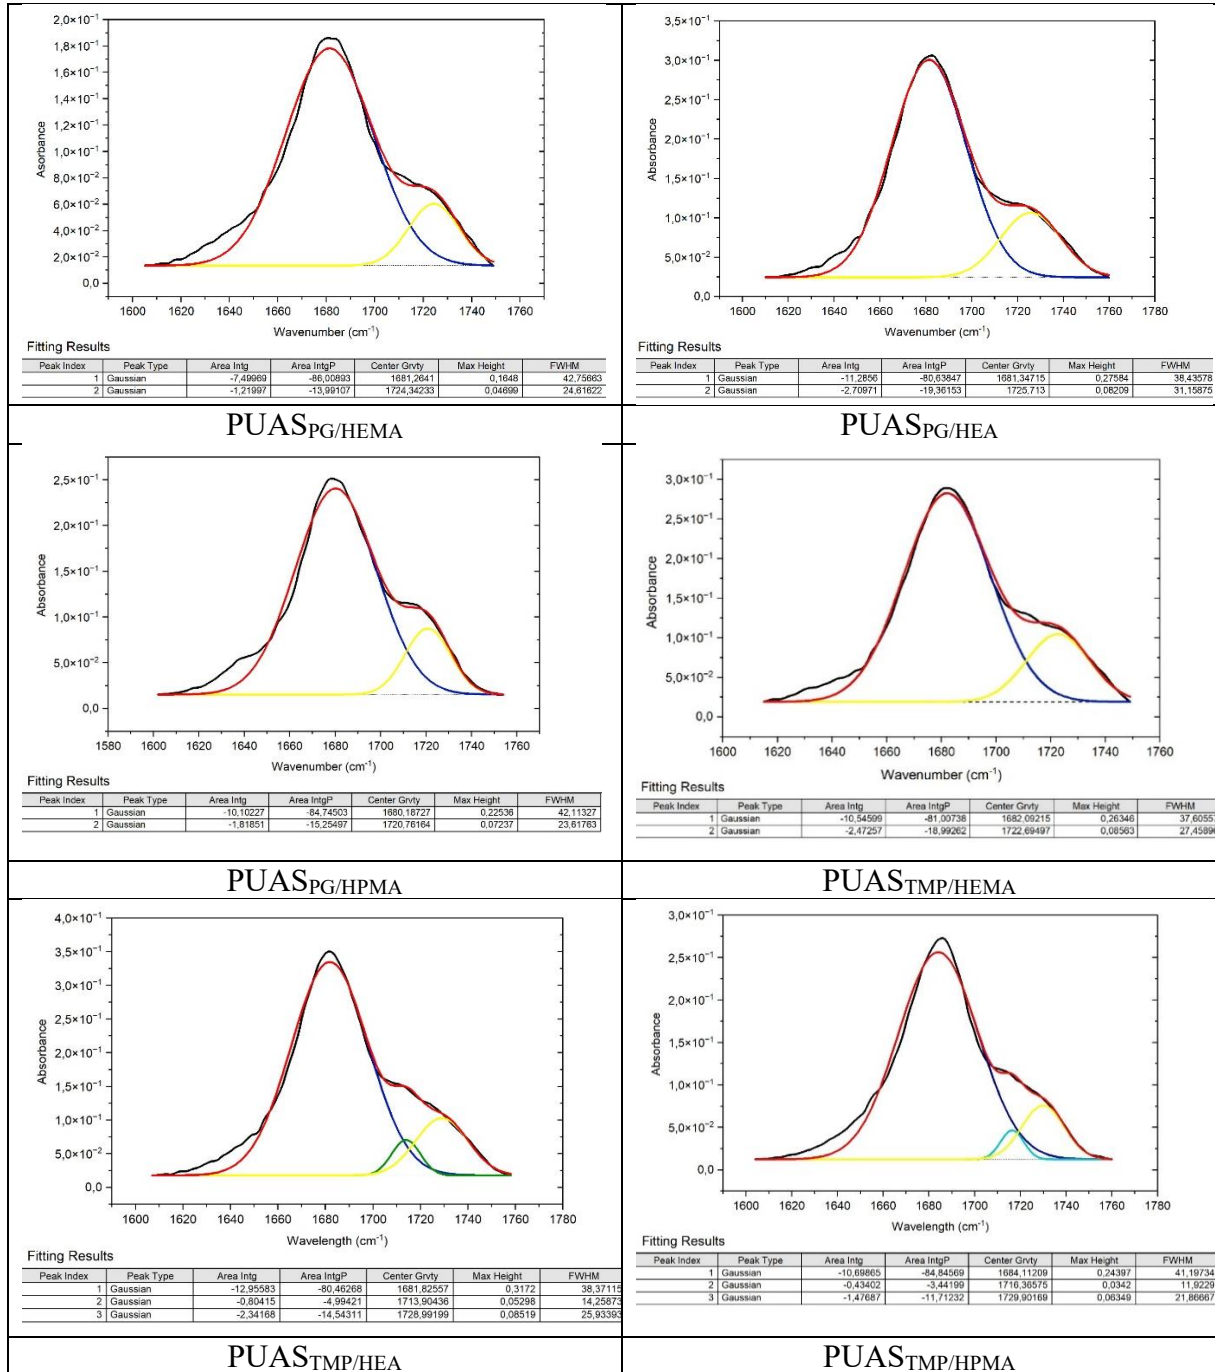 2,0×10⁻¹
1,8×10⁻¹
1,6×10⁻¹
1,4×10⁻¹
1,2×10⁻¹
1,0×10⁻¹
8,0×10⁻²
6,0×10⁻²
4,0×10⁻²
2,0×10⁻²
0,0
Asorbance
1600 1620 1640 1660 1680 1700 1720 1740 1760
Wavenumber (cm⁻¹)
Fitting Results
Peak Index Peak Type Area Intg Area IntgP Center Grvty Max Height FWHM
1 Gaussian -7,49969 -86,00893 1681,2641 0,1648 42,75663
2 Gaussian -1,21997 -13,99107 1724,34233 0,04699 24,61622
PUASPG/HEMA
3,5×10⁻¹
3,0×10⁻¹
2,5×10⁻¹
2,0×10⁻¹
1,5×10⁻¹
1,0×10⁻¹
5,0×10⁻²
0,0
Absorbance
1600 1620 1640 1660 1680 1700 1720 1740 1760 1780
Wavenumber (cm⁻¹)
Fitting Results
Peak Index Peak Type Area Intg Area IntgP Center Grvty Max Height FWHM
1 Gaussian -11,2856 -80,63847 1681,34715 0,27584 38,43578
2 Gaussian -2,70971 -19,36153 1725,713 0,08209 31,15875
PUASPG/HEA
2,5×10⁻¹
2,0×10⁻¹
1,5×10⁻¹
1,0×10⁻¹
5,0×10⁻²
0,0
Absorbance
1580 1600 1620 1640 1660 1680 1700 1720 1740 1760
Wavenumber (cm⁻¹)
Fitting Results
Peak Index Peak Type Area Intg Area IntgP Center Grvty Max Height FWHM
1 Gaussian -10,10227 -84,74503 1680,18727 0,22536 42,11327
2 Gaussian -1,81851 -15,25497 1720,76164 0,07237 23,61763
PUASPG/HPMA
3,0×10⁻¹
2,5×10⁻¹
2,0×10⁻¹
1,5×10⁻¹
1,0×10⁻¹
5,0×10⁻²
0,0
Absorbance
1600 1620 1640 1660 1680 1700 1720 1740 1760
Wavenumber (cm⁻¹)
Fitting Results
Peak Index Peak Type Area Intg Area IntgP Center Grvty Max Height FWHM
1 Gaussian -10,54599 -81,00738 1682,09215 0,26346 37,60557
2 Gaussian -2,47257 -18,99262 1722,69497 0,08563 27,45896
PUASTMP/HEMA
4,0×10⁻¹
3,5×10⁻¹
3,0×10⁻¹
2,5×10⁻¹
2,0×10⁻¹
1,5×10⁻¹
1,0×10⁻¹
5,0×10⁻²
0,0
Absorbance
1600 1620 1640 1660 1680 1700 1720 1740 1760 1780
Wavelength (cm⁻¹)
Fitting Results
Peak Index Peak Type Area Intg Area IntgP Center Grvty Max Height FWHM
1 Gaussian -12,95583 -80,46268 1681,82557 0,3172 38,37115
2 Gaussian -0,80415 -4,99421 1713,90436 0,05298 14,25873
3 Gaussian -2,34168 -14,54311 1728,99199 0,08519 25,93393
PUASTMP/HEA
3,0×10⁻¹
2,5×10⁻¹
2,0×10⁻¹
1,5×10⁻¹
1,0×10⁻¹
5,0×10⁻²
0,0
Absorbance
1600 1620 1640 1660 1680 1700 1720 1740 1760 1780
Wavelength (cm⁻¹)
Fitting Results
Peak Index Peak Type Area Intg Area IntgP Center Grvty Max Height FWHM
1 Gaussian -10,69865 -84,84569 1684,11209 0,24397 41,19734
2 Gaussian -0,43402 -3,44199 1716,36575 0,0342 11,9229
3 Gaussian -1,47687 -11,71232 1729,90169 0,06349 21,86667
PUASTMP/HPMA